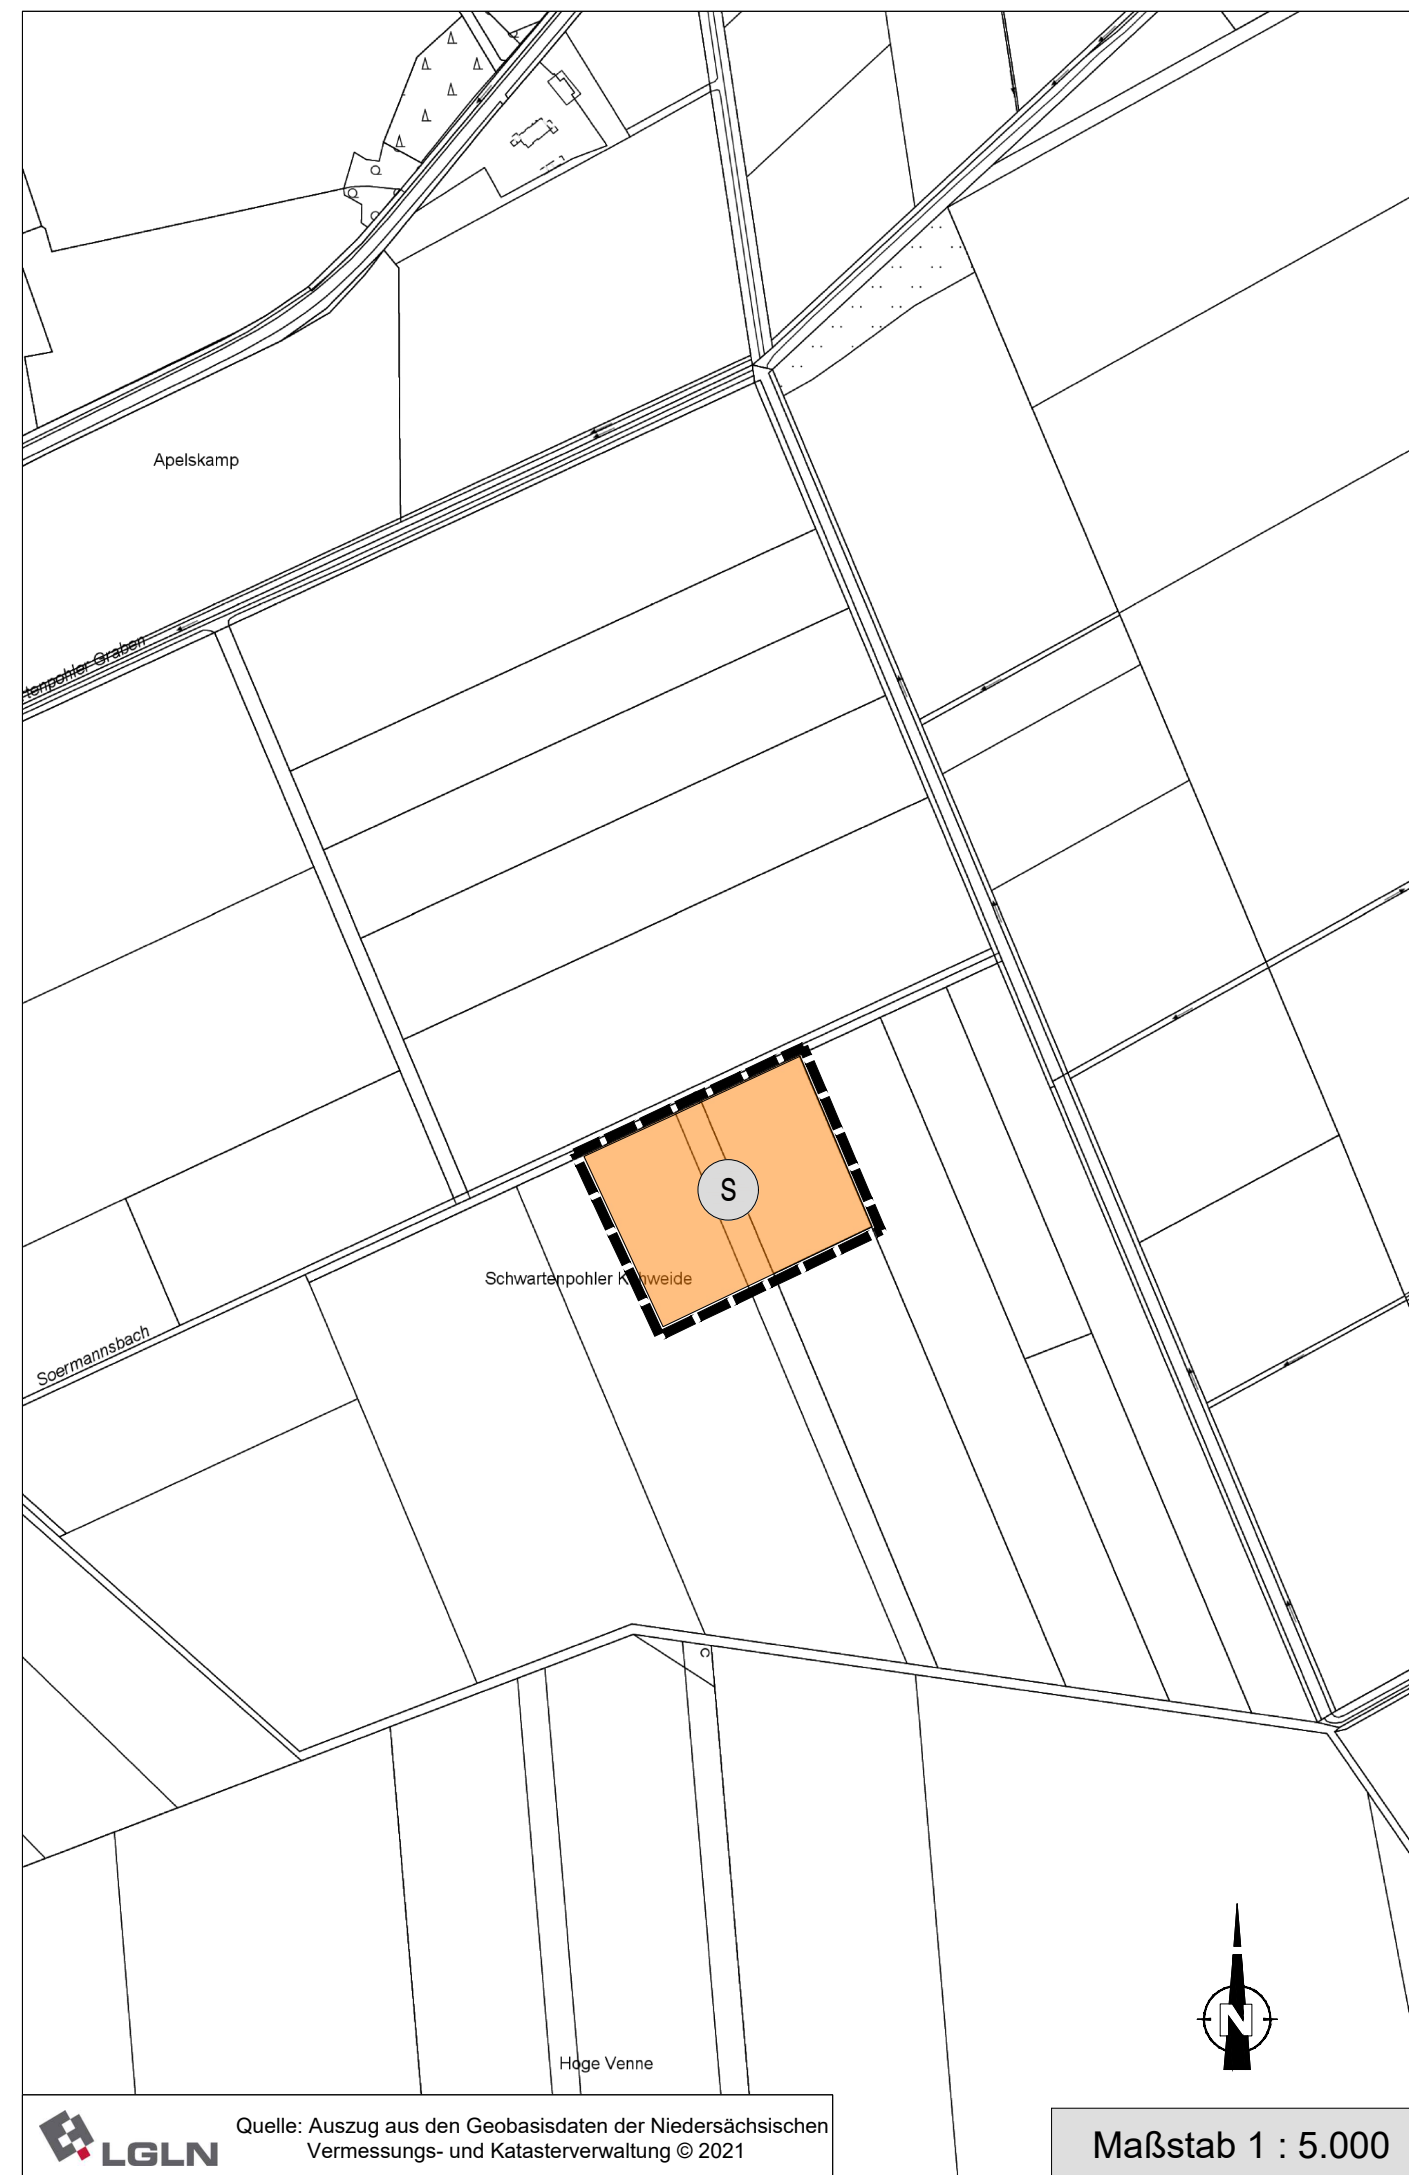 Apelskamp
tenpohler Graben
S
Schwartenpohler Kuhweide
Soermannsbach
Hoge Venne
N
LGLN
Quelle: Auszug aus den Geobasisdaten der Niedersächsischen
Vermessungs- und Katasterverwaltung © 2021
Maßstab 1 : 5.000